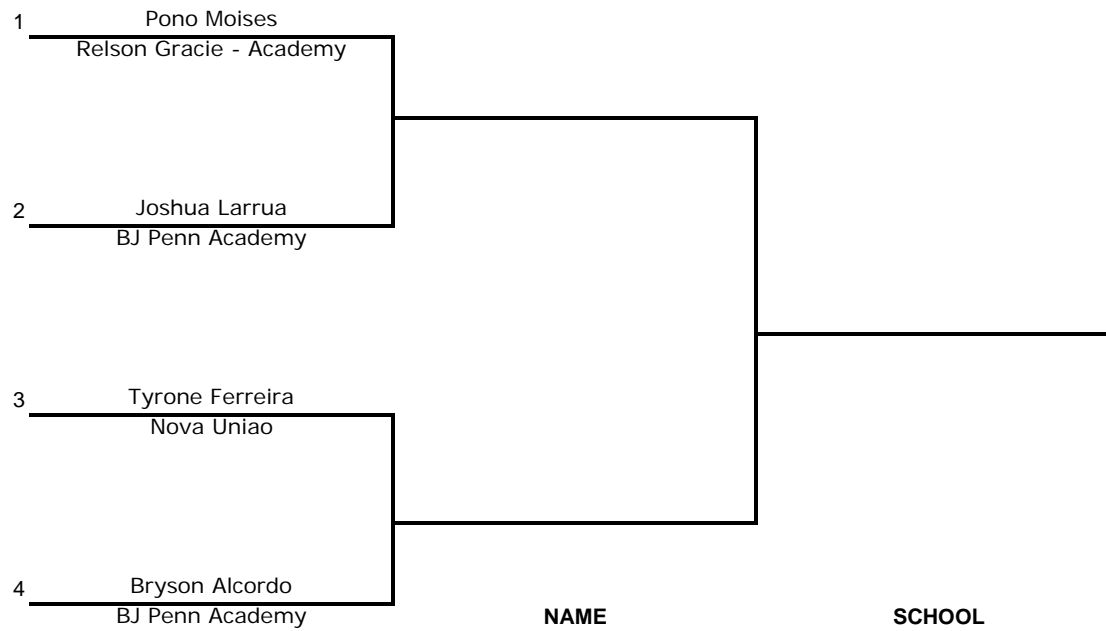 1 Pono Moises
Relson Gracie - Academy
2 Joshua Larrua
BJ Penn Academy
3 Tyrone Ferreira
Nova Uniao
4 Bryson Alcordo
BJ Penn Academy
NAME SCHOOL